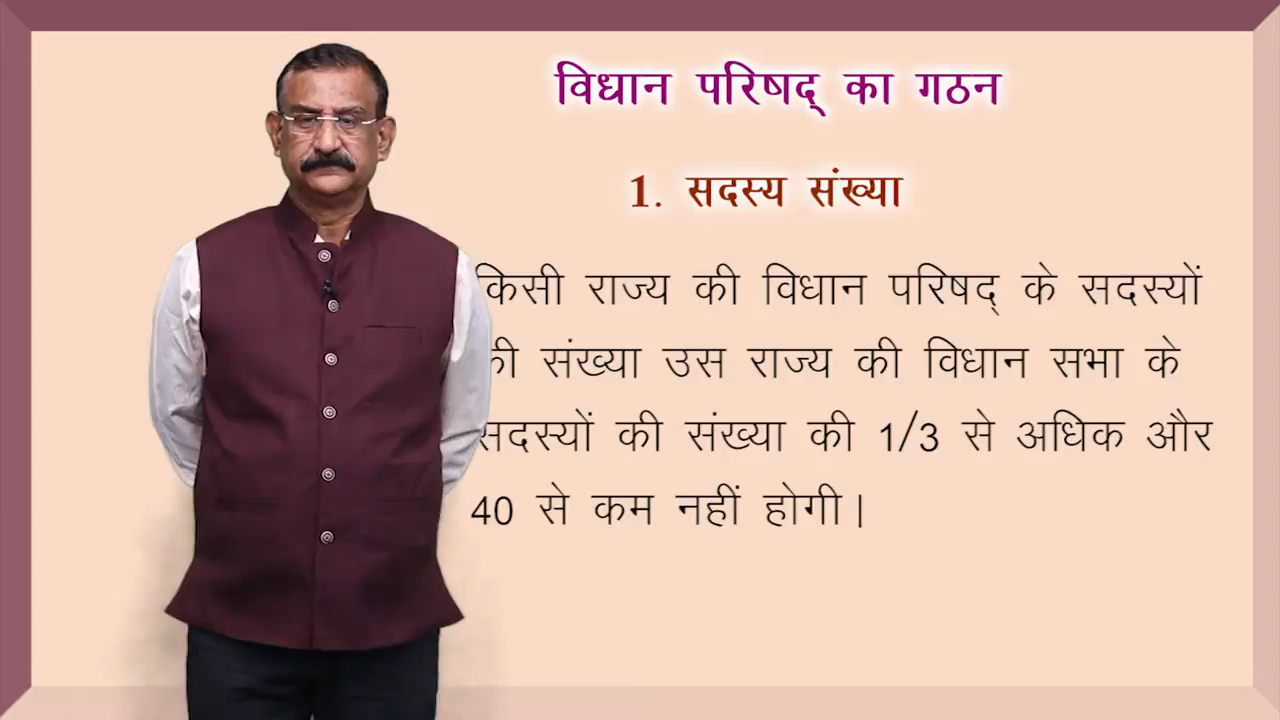 विधान परिषद् का गठन
1. सदस्य संख्या
किसी राज्य की विधान परिषद् के सदस्यों
की संख्या उस राज्य की विधान सभा के
सदस्यों की संख्या की 1/3 से अधिक और
40 से कम नहीं होगी।